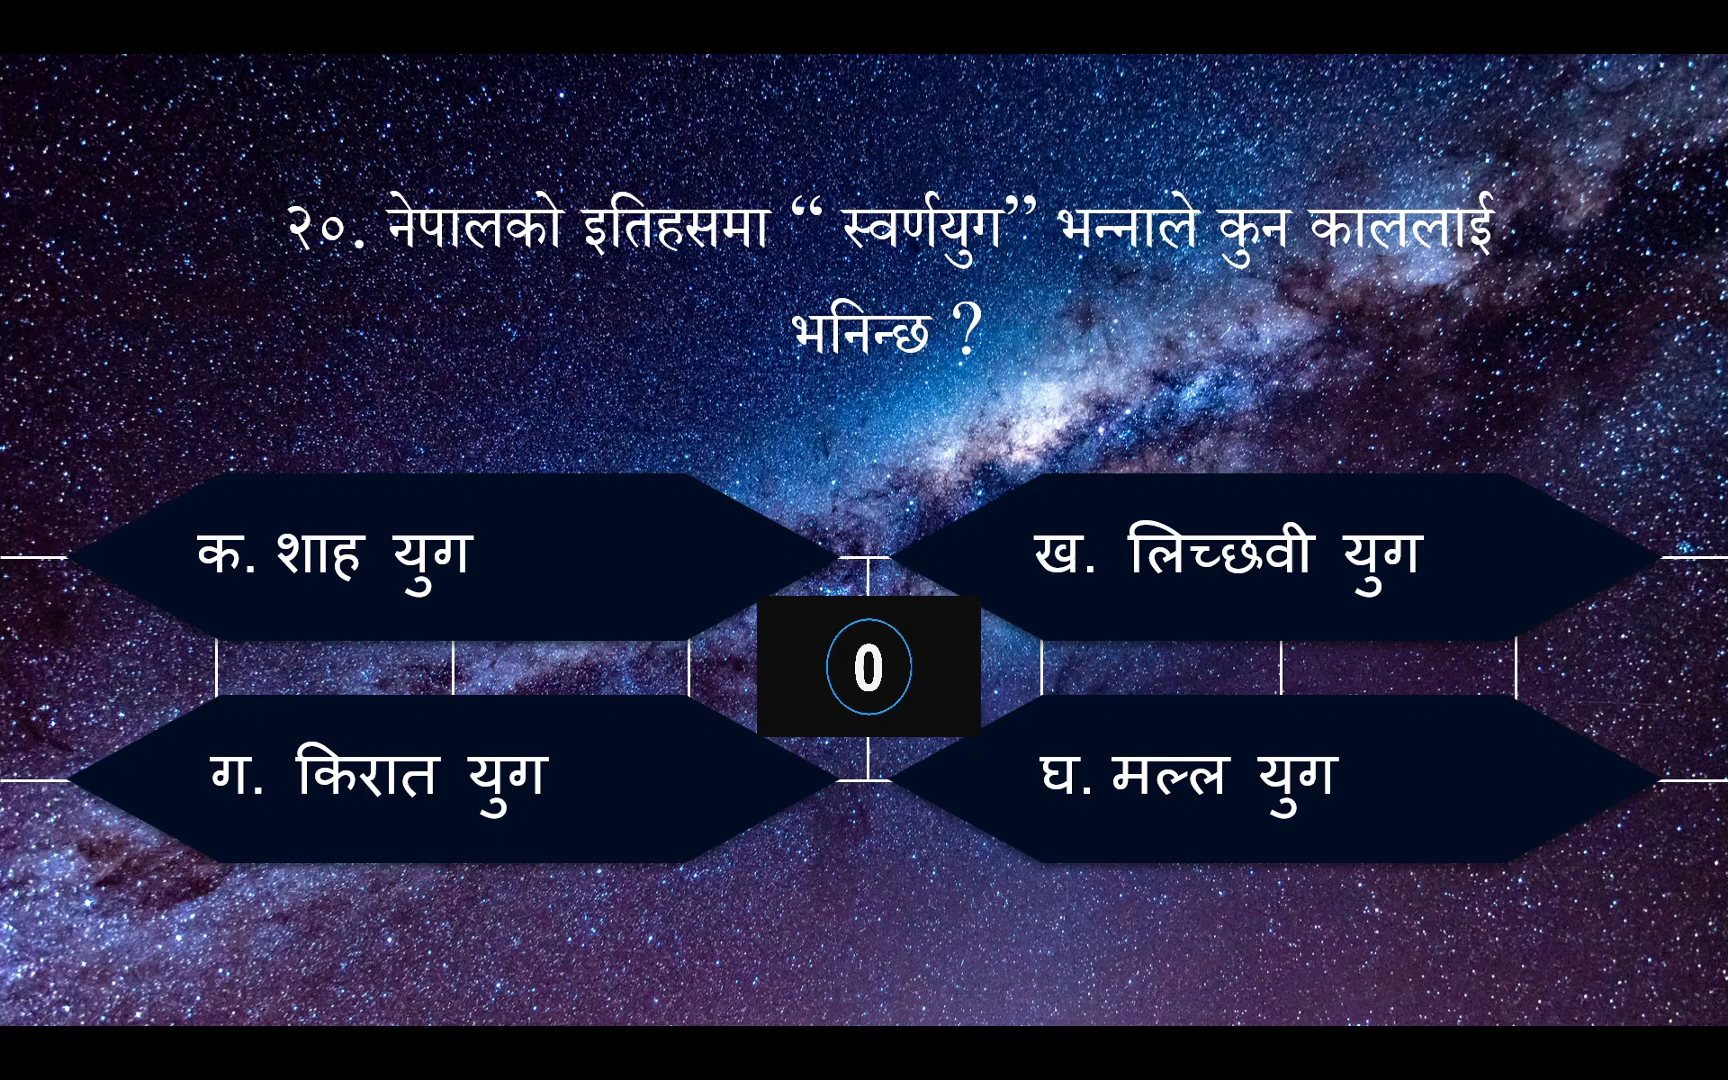 २०. नेपालको इतिहसमा “ स्वर्णयुग” भन्नाले कुन काललाई
भनिन्छ ?
क. शाह युग
ख. लिच्छवी युग
0
ग. किरात युग
घ. मल्ल युग